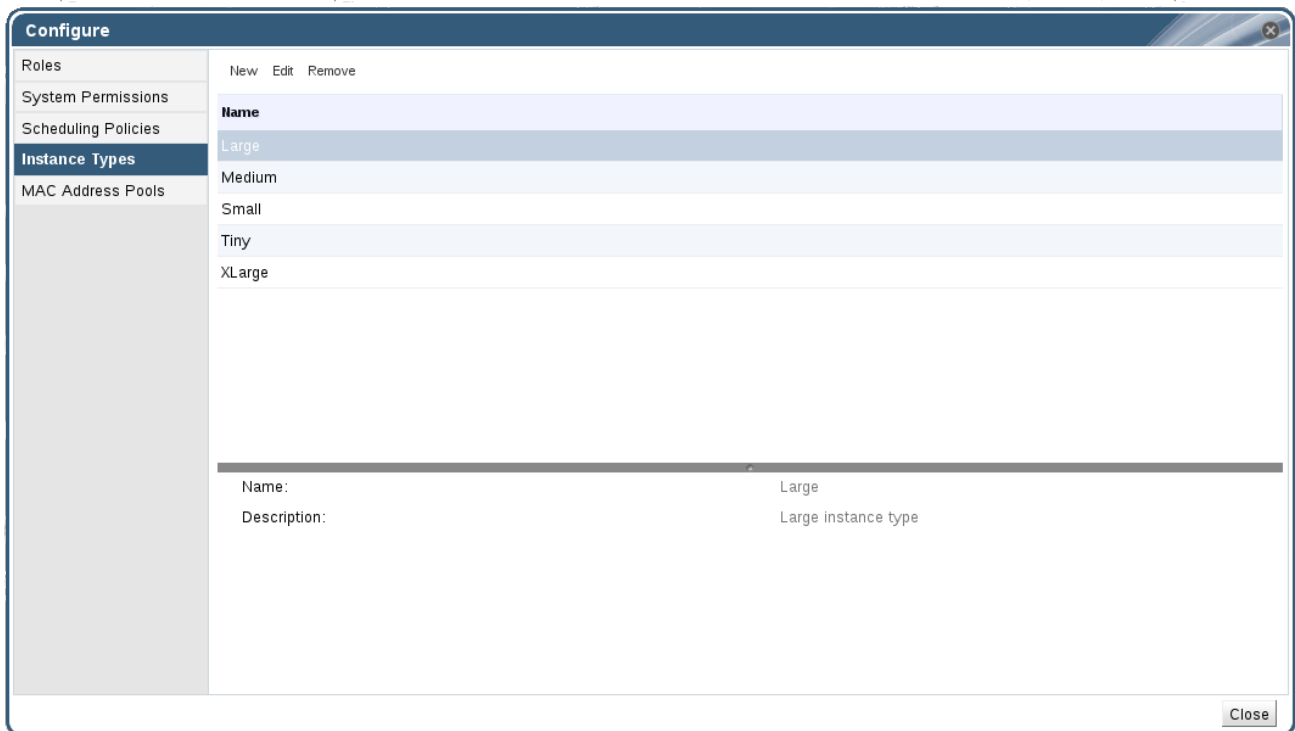 Configure
Roles
System Permissions
Scheduling Policies
Instance Types
MAC Address Pools
New Edit Remove
Name
Large
Medium
Small
Tiny
XLarge
Name: Large
Description: Large instance type
Close